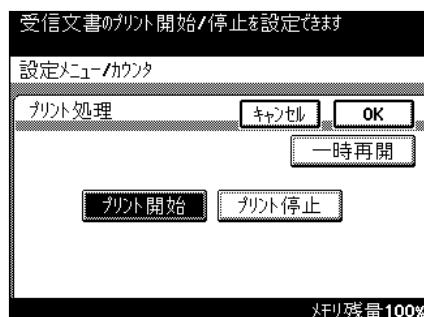 受信文書のプリント開始/停止を設定できます
設定メニュー/カウンタ
プリント処理 キャンセル OK
一時再開
プリント開始 プリント停止
メモリ残量100%